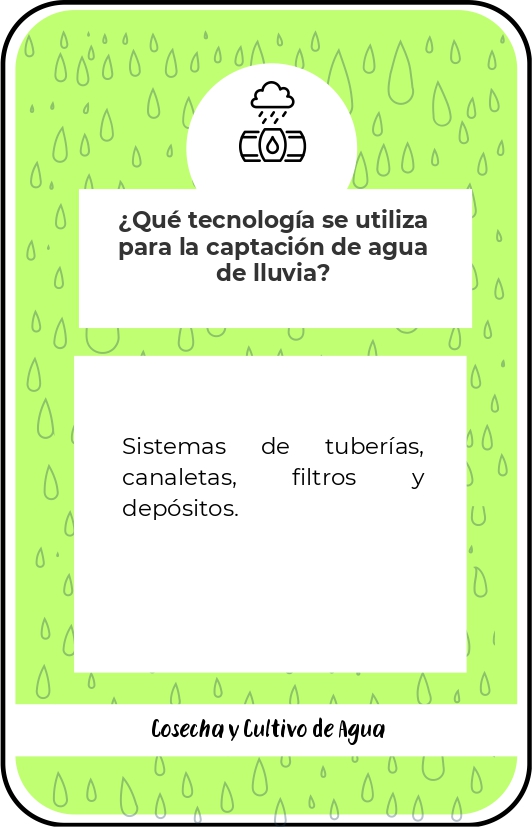 ¿Qué tecnología se utiliza
para la captación de agua
de lluvia?
Sistemas de tuberías,
canaletas, filtros y
depósitos.
Cosecha y Cultivo de Agua